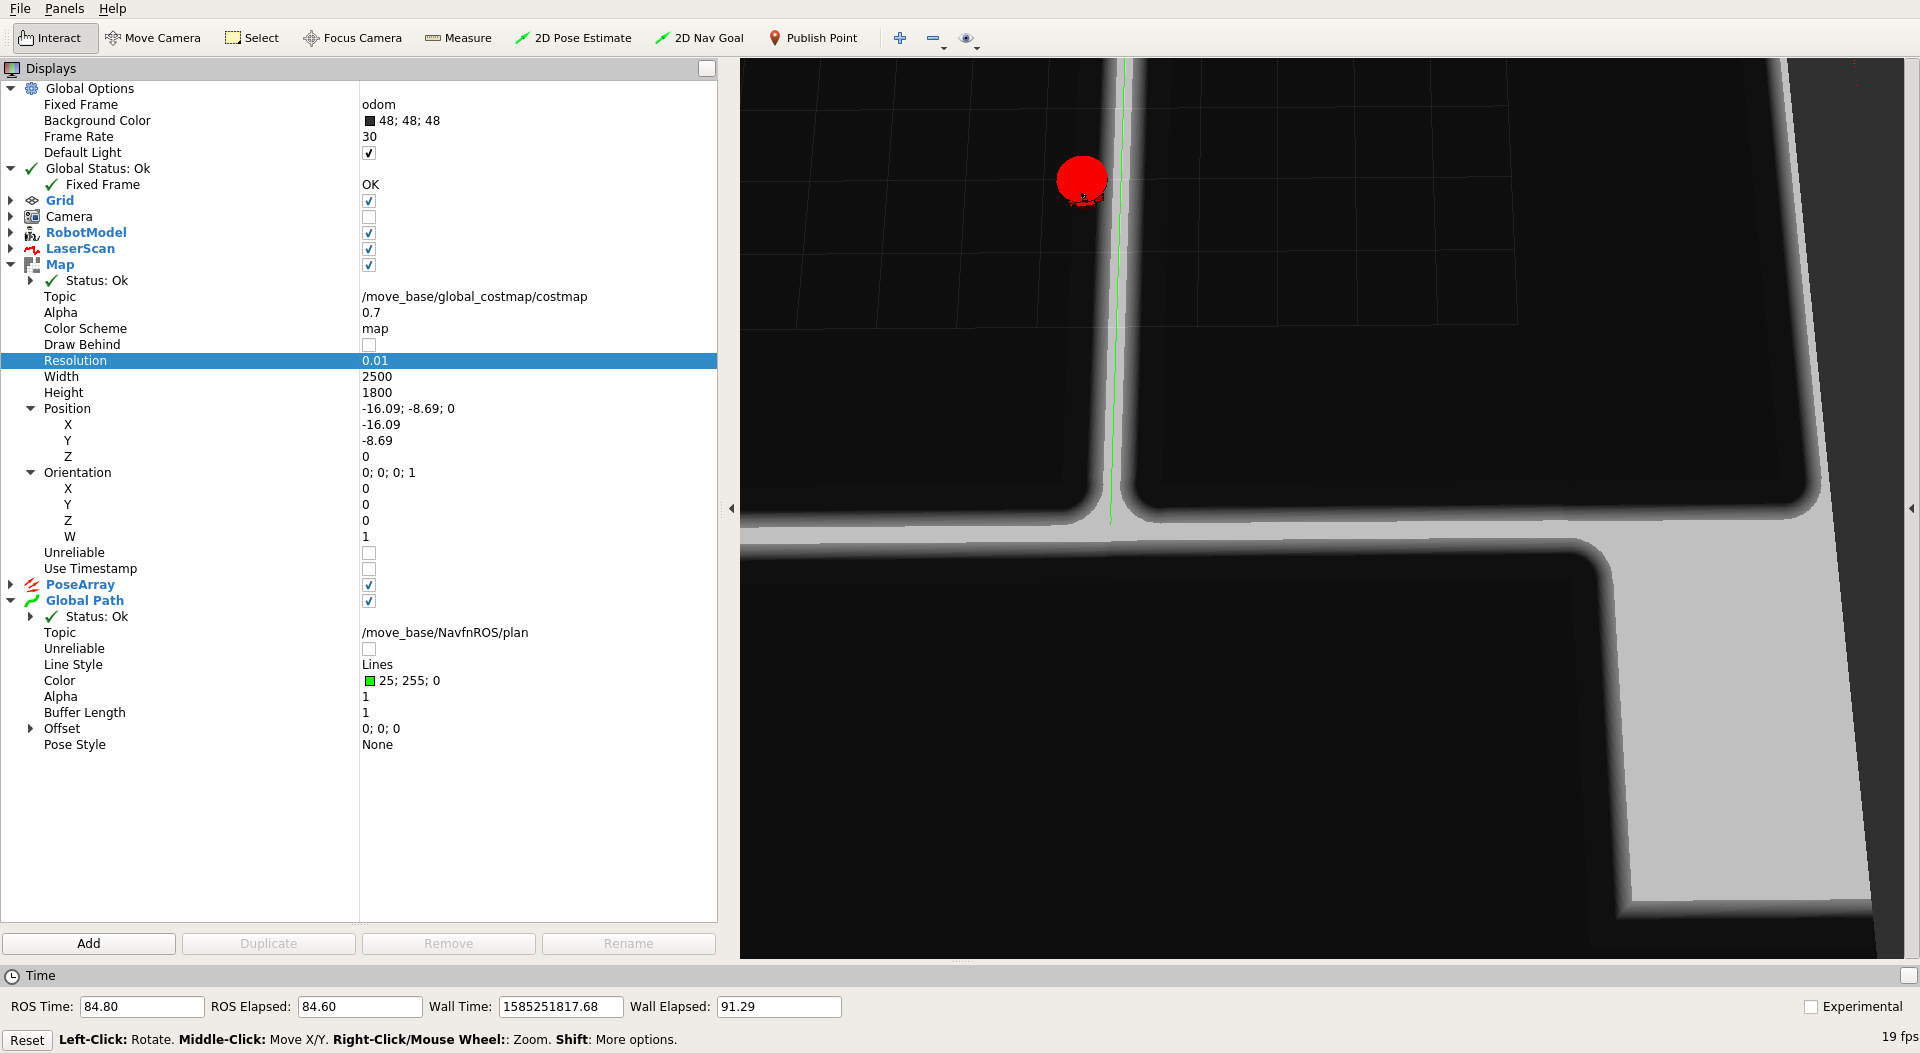 File Panels Help
Interact Move Camera Select Focus Camera Measure 2D Pose Estimate 2D Nav Goal Publish Point
Displays
Global Options
Fixed Frame odom
Background Color 48; 48; 48
Frame Rate 30
Default Light
Global Status: Ok
Fixed Frame OK
Grid
Camera
RobotModel
LaserScan
Map
Status: Ok
Topic /move_base/global_costmap/costmap
Alpha 0.7
Color Scheme map
Draw Behind
Resolution 0.01
Width 2500
Height 1800
Position -16.09; -8.69; 0
X -16.09
Y -8.69
Z 0
Orientation 0; 0; 0; 1
X 0
Y 0
Z 0
W 1
Unreliable
Use Timestamp
PoseArray
Global Path
Status: Ok
Topic /move_base/NavfnROS/plan
Unreliable
Line Style Lines
Color 25; 255; 0
Alpha 1
Buffer Length 1
Offset 0; 0; 0
Pose Style None
Add Duplicate Remove Rename
Time
ROS Time: 84.80 ROS Elapsed: 84.60 Wall Time: 1585251817.68 Wall Elapsed: 91.29 Experimental
Reset Left-Click: Rotate. Middle-Click: Move X/Y. Right-Click/Mouse Wheel:: Zoom. Shift: More options. 19 fps